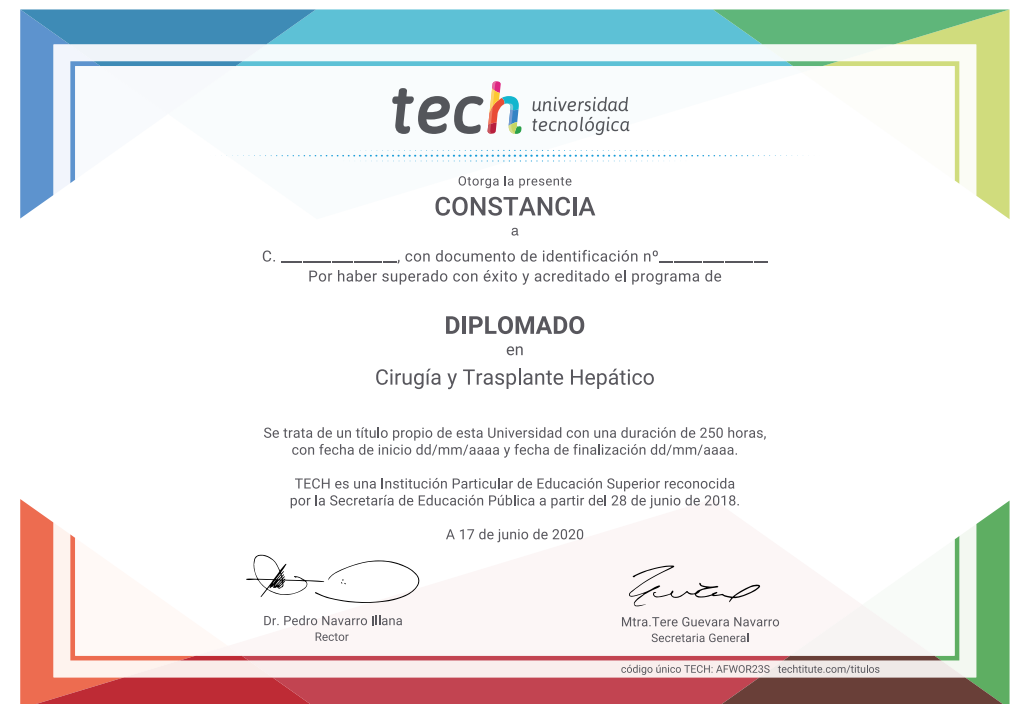 tech universidad
tecnológica
Otorga la presente
CONSTANCIA
a
C. ____________, con documento de identificación nº____________
Por haber superado con éxito y acreditado el programa de
DIPLOMADO
en
Cirugía y Trasplante Hepático
Se trata de un título propio de esta Universidad con una duración de 250 horas,
con fecha de inicio dd/mm/aaaa y fecha de finalización dd/mm/aaaa.
TECH es una Institución Particular de Educación Superior reconocida
por la Secretaría de Educación Pública a partir del 28 de junio de 2018.
A 17 de junio de 2020
Dr. Pedro Navarro Illana
Rector
Mtra.Tere Guevara Navarro
Secretaria General
código único TECH: AFWOR23S techtitute.com/titulos